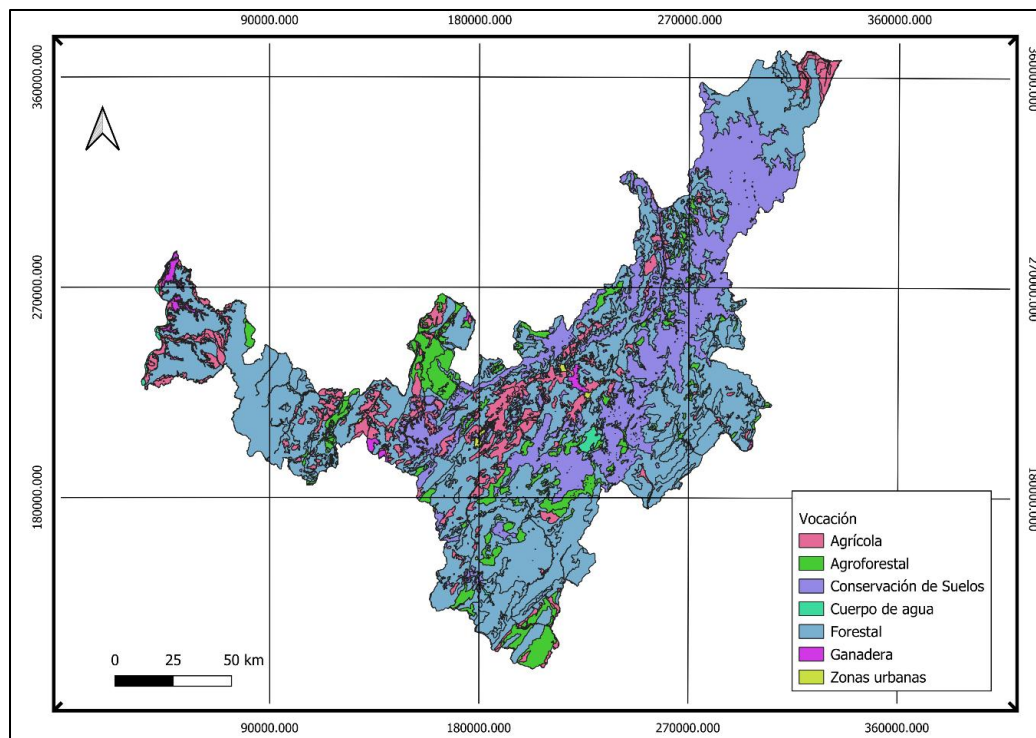 90000.000 180000.000 270000.000 360000.000
360000.000 360000.000
270000.000 270000.000
180000.000 180000.000
Vocación
Agrícola
Agroforestal
Conservación de Suelos
Cuerpo de agua
Forestal
Ganadera
Zonas urbanas
0 25 50 km
90000.000 180000.000 270000.000 360000.000